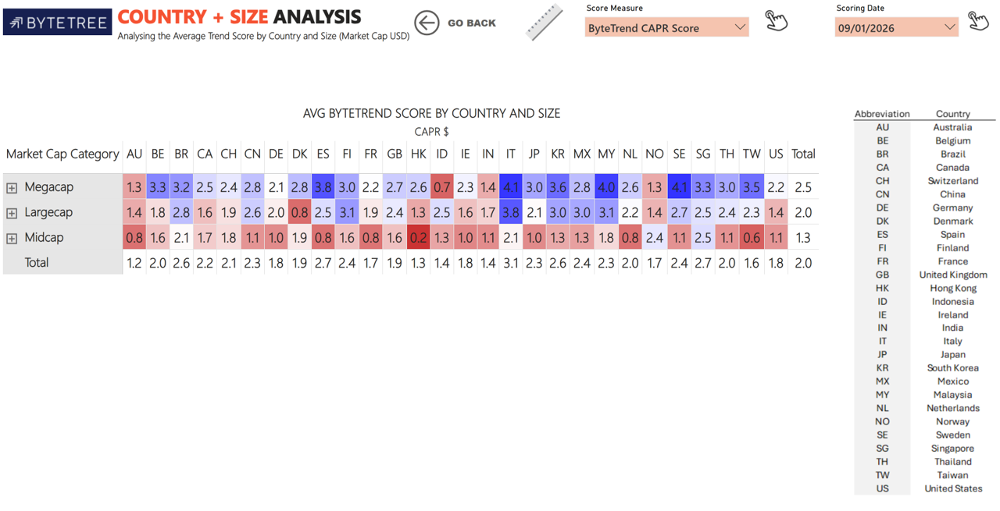 BYTETREE
COUNTRY + SIZE ANALYSIS
Analysing the Average Trend Score by Country and Size (Market Cap USD)
GO BACK
Score Measure
ByteTrend CAPR Score
Scoring Date
09/01/2026
AVG BYTETREND SCORE BY COUNTRY AND SIZE
CAPR $
Market Cap Category AU BE BR CA CH CN DE DK ES FI FR GB HK ID IE IN IT JP KR MX MY NL NO SE SG TH TW US Total
Megacap 1.3 3.3 3.2 2.5 2.4 2.8 2.1 2.8 3.8 3.0 2.2 2.7 2.6 0.7 2.3 1.4 4.1 3.0 3.6 2.8 4.0 2.6 1.3 4.1 3.3 3.0 3.5 2.2 2.5
Largecap 1.4 1.8 2.8 1.6 1.9 2.6 2.0 0.8 2.5 3.1 1.9 2.4 1.3 2.5 1.6 1.7 3.8 2.1 3.0 3.0 3.1 2.2 1.4 2.7 2.5 2.4 2.3 1.4 2.0
Midcap 0.8 1.6 2.1 1.7 1.8 1.1 1.0 1.9 0.8 1.6 0.8 1.6 0.2 1.3 1.0 1.1 2.1 1.0 1.3 1.3 1.8 0.8 2.4 1.1 2.5 1.1 0.6 1.1 1.3
Total 1.2 2.0 2.6 2.2 2.1 2.3 1.8 1.9 2.7 2.4 1.7 1.9 1.3 1.4 1.8 1.4 3.1 2.3 2.6 2.4 2.3 2.0 1.7 2.4 2.7 2.0 1.6 1.8 2.0
Abbreviation Country
AU Australia
BE Belgium
BR Brazil
CA Canada
CH Switzerland
CN China
DE Germany
DK Denmark
ES Spain
FI Finland
FR France
GB United Kingdom
HK Hong Kong
ID Indonesia
IE Ireland
IN India
IT Italy
JP Japan
KR South Korea
MX Mexico
MY Malaysia
NL Netherlands
NO Norway
SE Sweden
SG Singapore
TH Thailand
TW Taiwan
US United States